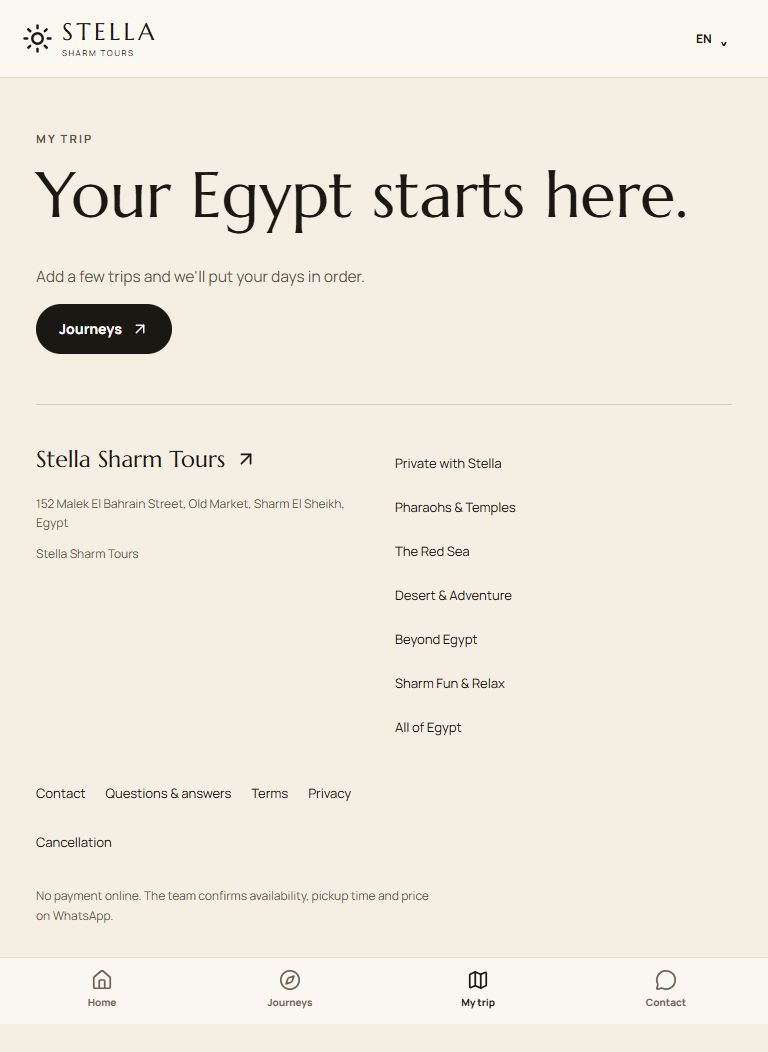 STELLA
SHARM TOURS
EN
MY TRIP
Your Egypt starts here.
Add a few trips and we'll put your days in order.
Journeys
Stella Sharm Tours
152 Malek El Bahrain Street, Old Market, Sharm El Sheikh,
Egypt
Stella Sharm Tours
Private with Stella
Pharaohs & Temples
The Red Sea
Desert & Adventure
Beyond Egypt
Sharm Fun & Relax
All of Egypt
Contact Questions & answers Terms Privacy
Cancellation
No payment online. The team confirms availability, pickup time and price
on WhatsApp.
Home Journeys My trip Contact